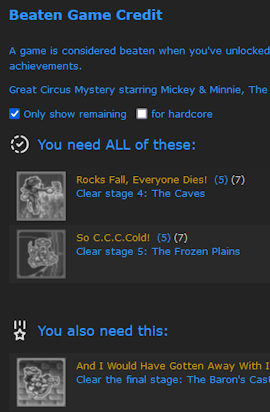 Beaten Game Credit
A game is considered beaten when you've unlocked
achievements.
Great Circus Mystery starring Mickey & Minnie, The
Only show remaining for hardcore
You need ALL of these:
Rocks Fall, Everyone Dies! (5) (7)
Clear stage 4: The Caves
So C.C.C.Cold! (5) (7)
Clear stage 5: The Frozen Plains
You also need this:
And I Would Have Gotten Away With I
Clear the final stage: The Baron's Cast